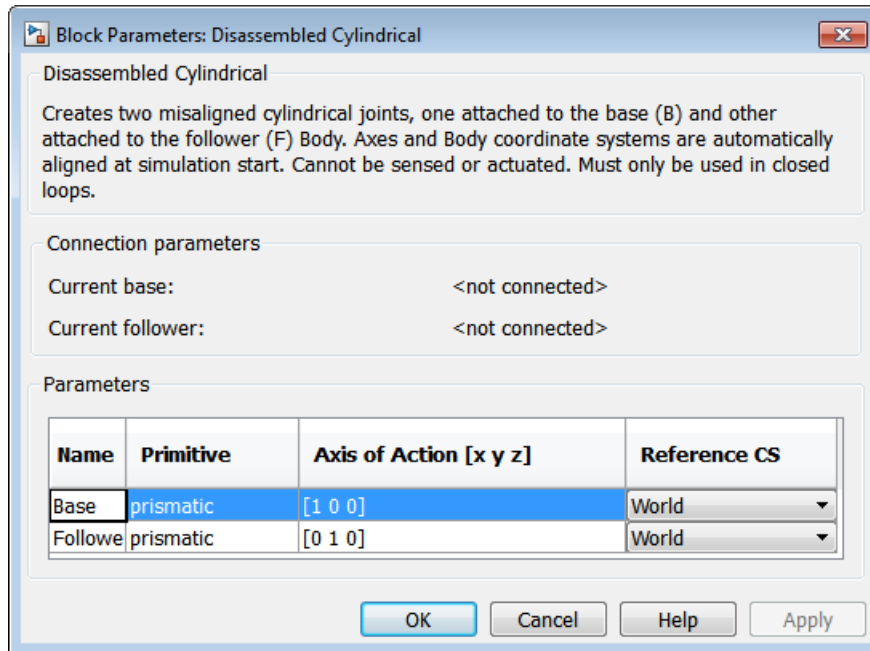 Block Parameters: Disassembled Cylindrical
Disassembled Cylindrical
Creates two misaligned cylindrical joints, one attached to the base (B) and other
attached to the follower (F) Body. Axes and Body coordinate systems are automatically
aligned at simulation start. Cannot be sensed or actuated. Must only be used in closed
loops.
Connection parameters
Current base: <not connected>
Current follower: <not connected>
Parameters
Name Primitive Axis of Action [x y z] Reference CS
Base prismatic [1 0 0] World
Followe prismatic [0 1 0] World
OK Cancel Help Apply